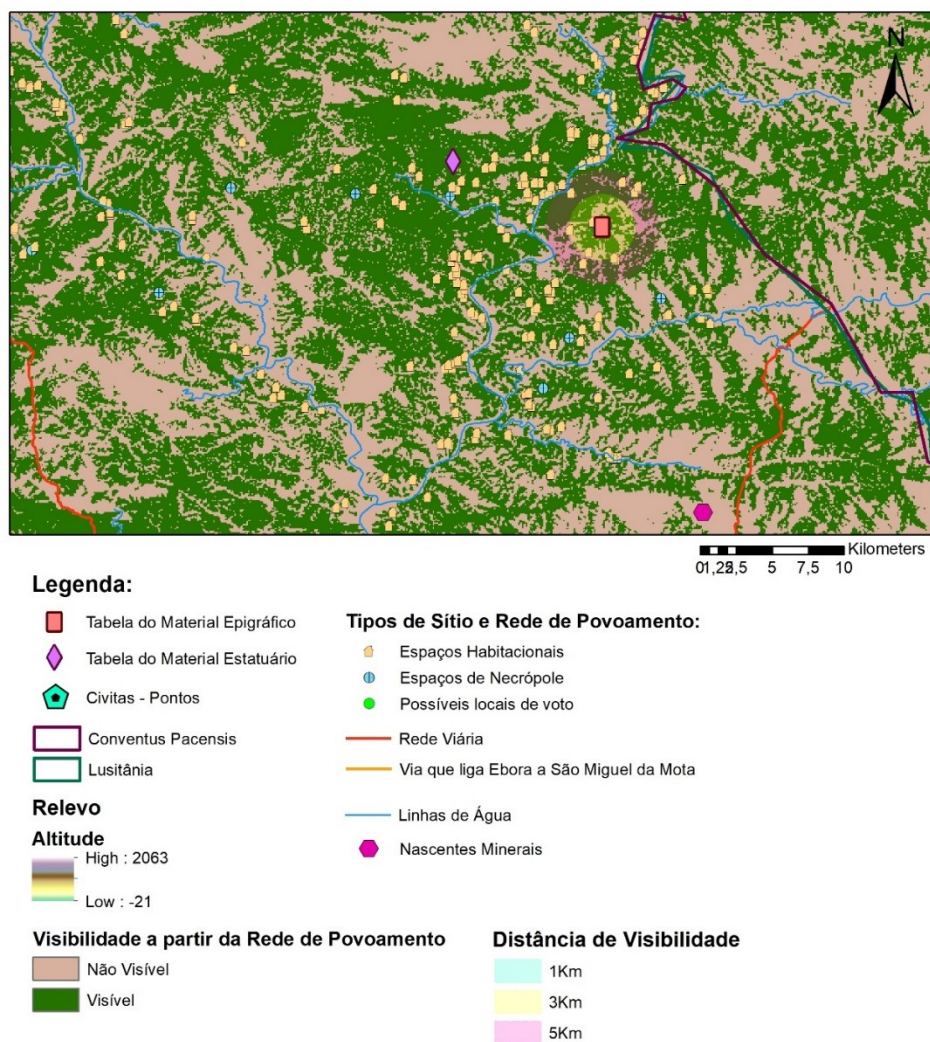 N
Kilometers
0 1,25 2,5 5 7,5 10
Legenda:
Tabela do Material Epigráfico
Tabela do Material Estatuário
Civitas - Pontos
Conventus Pacensis
Lusitânia
Relevo
Altitude
High : 2063
Low : -21
Tipos de Sítio e Rede de Povoamento:
Espaços Habitacionais
Espaços de Necrópole
Possíveis locais de voto
Rede Viária
Via que liga Ebora a São Miguel da Mota
Linhas de Água
Nascentes Minerais
Visibilidade a partir da Rede de Povoamento
Não Visível
Visível
Distância de Visibilidade
1Km
3Km
5Km